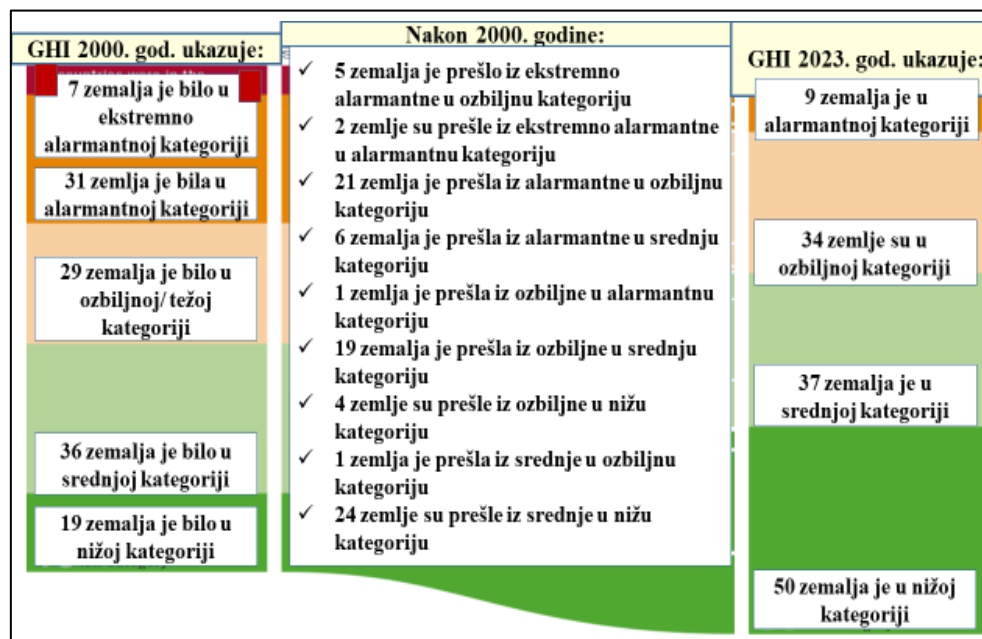 GHI 2000. god. ukazuje:
7 zemalja je bilo u
ekstremno
alarmantnoj kategoriji
31 zemlja je bila u
alarmantnoj kategoriji
29 zemalja je bilo u
ozbiljnoj/ težoj
kategoriji
36 zemalja je bilo u
srednjoj kategoriji
19 zemalja je bilo u
nižoj kategoriji
Nakon 2000. godine:
✓ 5 zemalja je prešlo iz ekstremno
alarmantne u ozbiljnu kategoriju
✓ 2 zemlje su prešle iz ekstremno alarmantne
u alarmantnu kategoriju
✓ 21 zemlja je prešla iz alarmantne u ozbiljnu
kategoriju
✓ 6 zemalja je prešla iz alarmantne u srednju
kategoriju
✓ 1 zemalja je prešla iz ozbiljne u alarmantnu
kategoriju
✓ 19 zemalja je prešla iz ozbiljne u srednju
kategoriju
✓ 4 zemlje su prešle iz ozbiljne u nižu
kategoriju
✓ 1 zemlja je prešla iz srednje u ozbiljnu
kategoriju
✓ 24 zemlje su prešle iz srednje u nižu
kategoriju
GHI 2023. god. ukazuje:
9 zemalja je u
alarmantnoj kategoriji
34 zemlje su u
ozbiljnoj kategoriji
37 zemalja je u
srednjoj kategoriji
50 zemalja je u nižoj
kategoriji